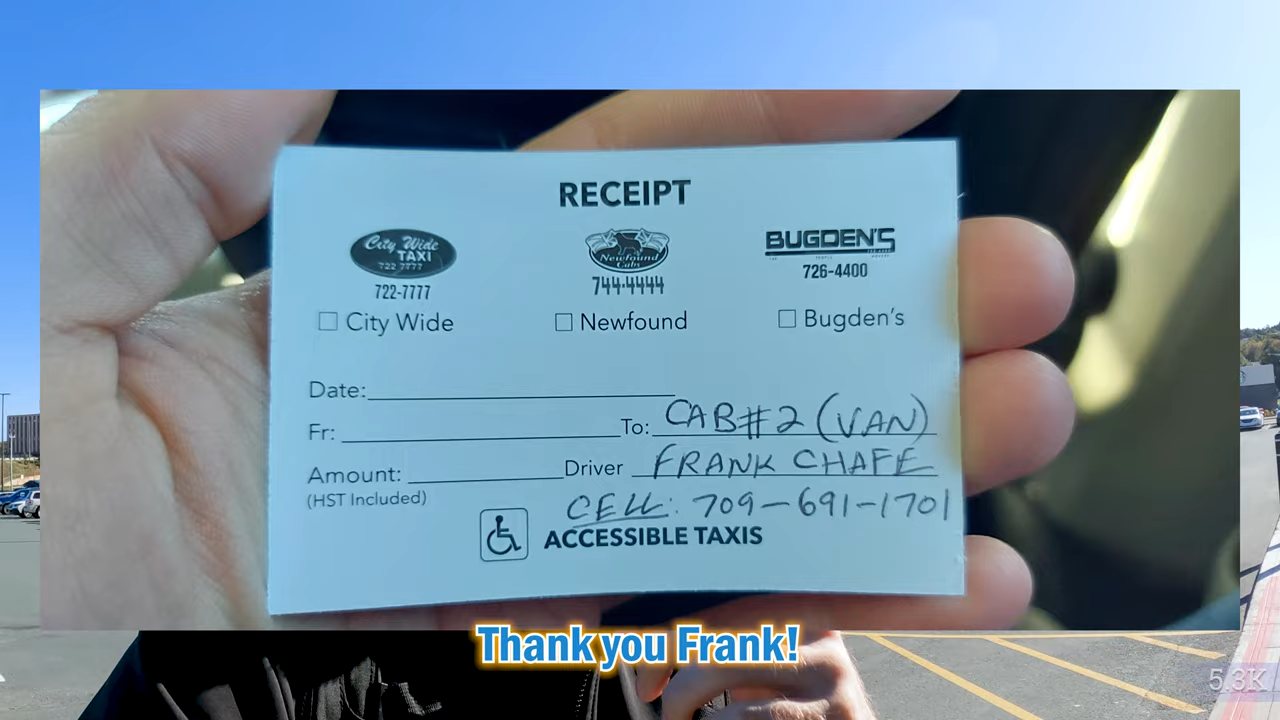 RECEIPT
City Wide
TAXI
722 7777
722-7777
Newfound
Cabs
744-4444
BUGDEN'S
726-4400
☐ City Wide
☐ Newfound
☐ Bugden's
Date:
Fr:
To: CAB#2 (VAN)
Amount:
(HST Included)
Driver FRANK CHAFE
CELL: 709-691-1701
ACCESSIBLE TAXIS
Thank you Frank!
5.3K